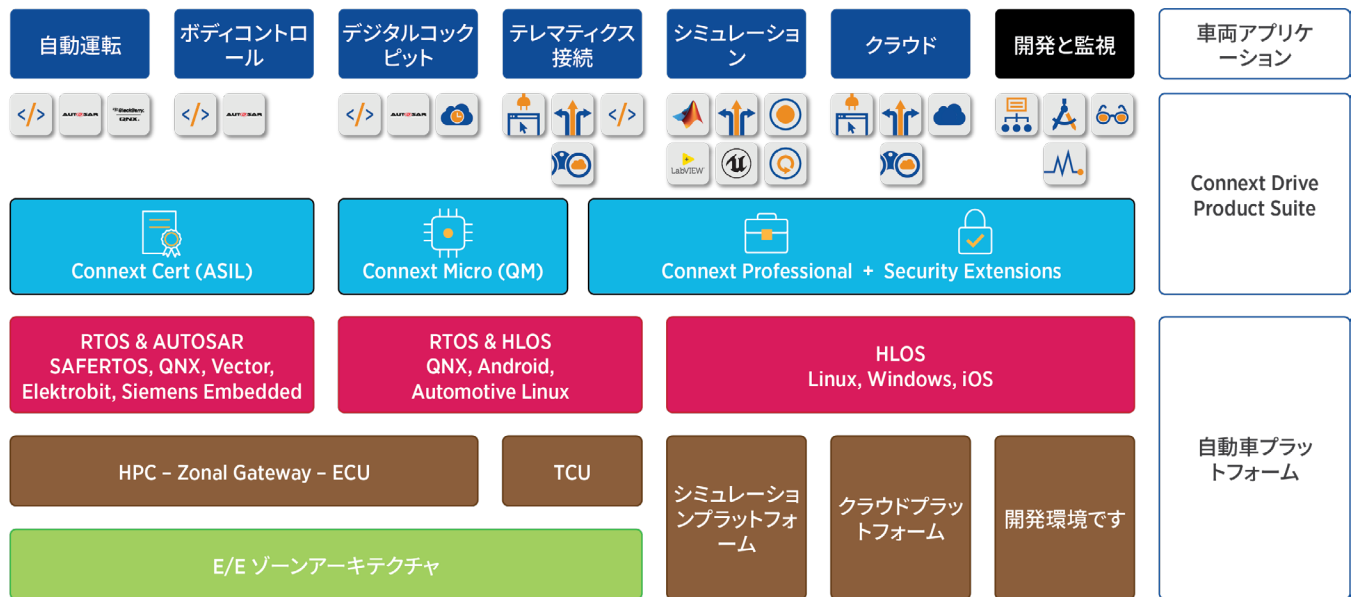 自動運転
ボディコントロ
ール
デジタルコック
ピット
テレマティクス
接続
シミュレーショ
ン
クラウド
開発と監視
車両アプリケ
ーション
</>
AUTOSAR
BlackBerry
QNX.
</>
AUTOSAR
</>
AUTOSAR
</>
LabVIEW
Connext Drive
Product Suite
Connext Cert (ASIL)
Connext Micro (QM)
Connext Professional + Security Extensions
RTOS & AUTOSAR
SAFERTOS, QNX, Vector,
Elektrobit, Siemens Embedded
RTOS & HLOS
QNX, Android,
Automotive Linux
HLOS
Linux, Windows, iOS
自動車プラッ
トフォーム
HPC – Zonal Gateway – ECU
TCU
シミュレーショ
ンプラットフォ
ーム
クラウドプラッ
トフォーム
開発環境です
E/E ゾーンアーキテクチャ